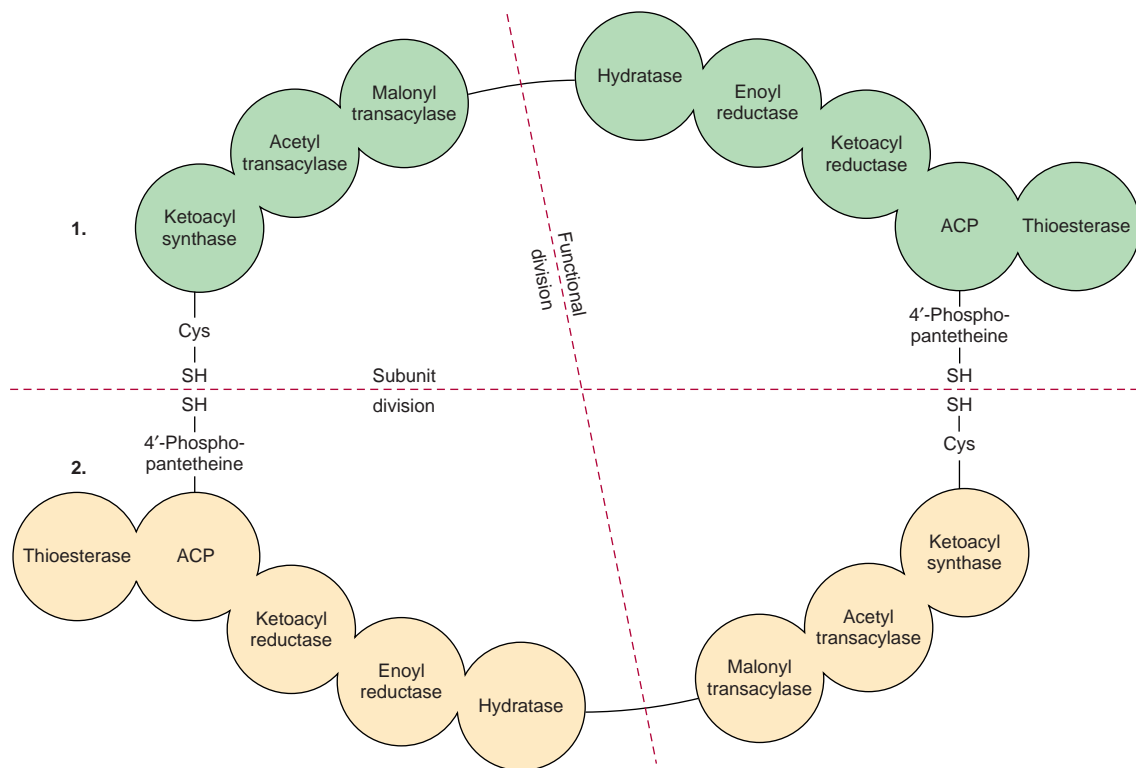 Hydratase
Enoyl
reductase
Malonyl
transacylase
Acetyl
transacylase
Ketoacyl
reductase
Ketoacyl
synthase
1.
ACP
Thioesterase
Functional
division
Cys
4′-Phospho-
pantetheine
SH
Subunit
SH
SH
division
SH
4′-Phospho-
pantetheine
Cys
2.
Thioesterase
ACP
Ketoacyl
synthase
Ketoacyl
reductase
Acetyl
transacylase
Enoyl
reductase
Malonyl
transacylase
Hydratase